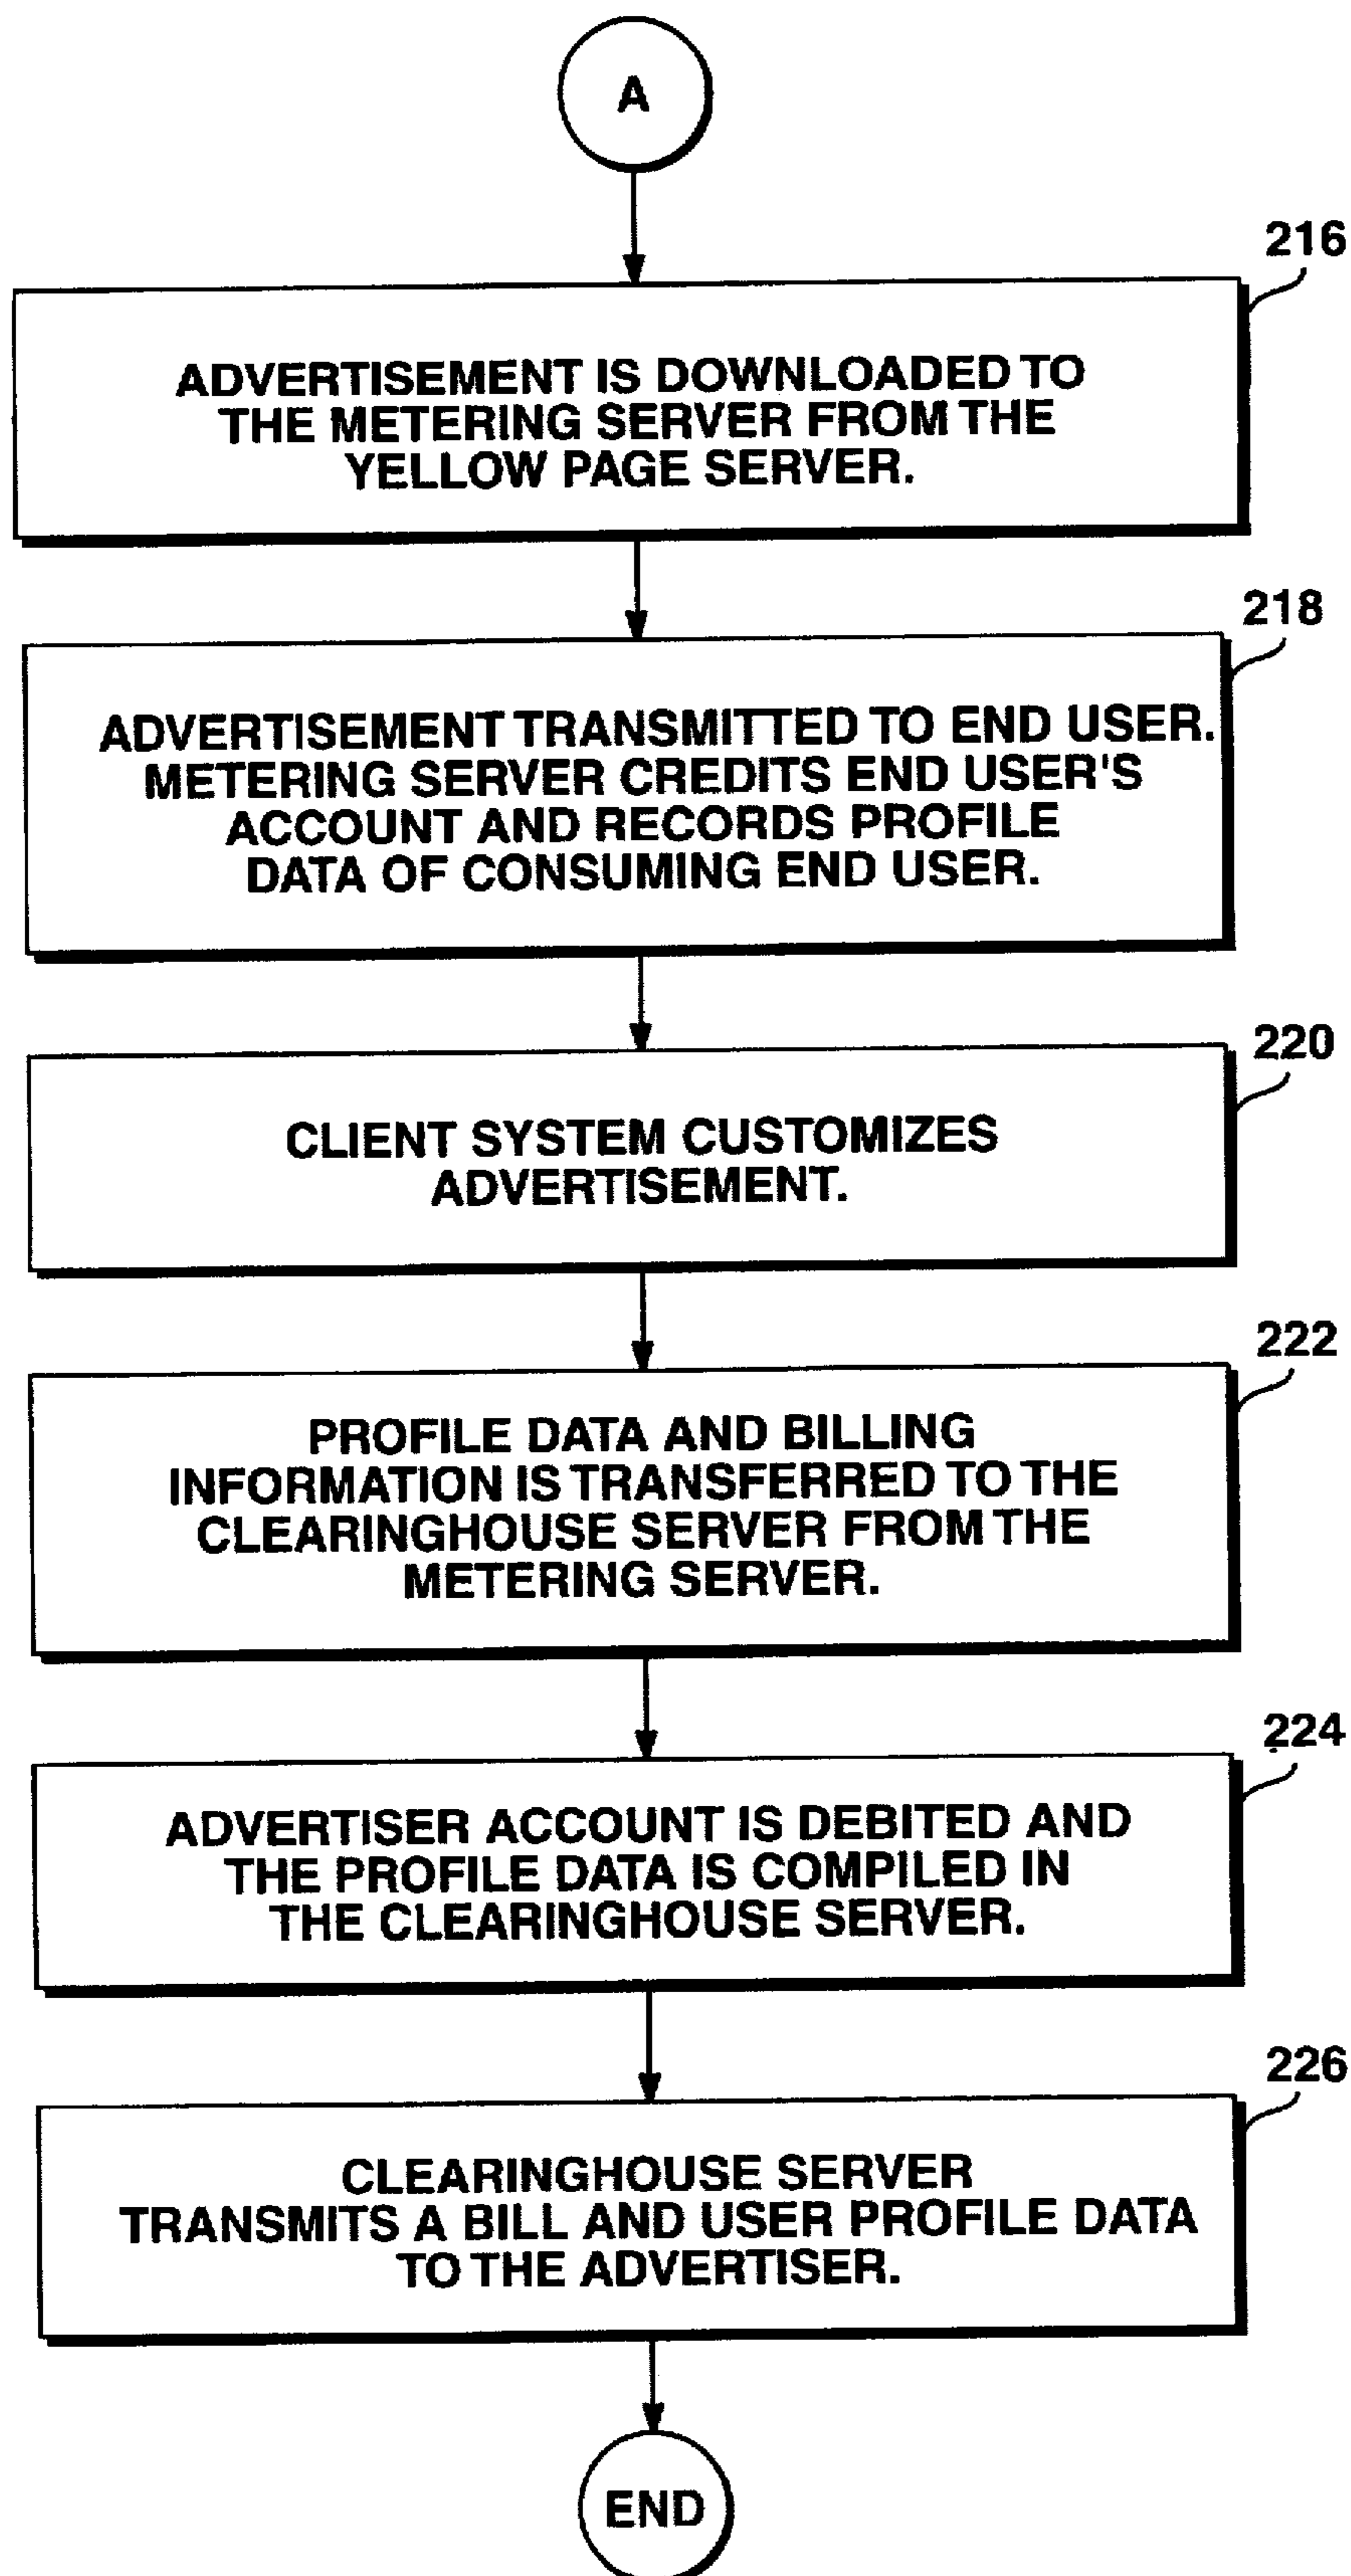 A
216
ADVERTISEMENT IS DOWNLOADED TO
THE METERING SERVER FROM THE
YELLOW PAGE SERVER.
218
ADVERTISEMENT TRANSMITTED TO END USER.
METERING SERVER CREDITS END USER'S
ACCOUNT AND RECORDS PROFILE
DATA OF CONSUMING END USER.
220
CLIENT SYSTEM CUSTOMIZES
ADVERTISEMENT.
222
PROFILE DATA AND BILLING
INFORMATION IS TRANSFERRED TO THE
CLEARINGHOUSE SERVER FROM THE
METERING SERVER.
224
ADVERTISER ACCOUNT IS DEBITED AND
THE PROFILE DATA IS COMPILED IN
THE CLEARINGHOUSE SERVER.
226
CLEARINGHOUSE SERVER
TRANSMITS A BILL AND USER PROFILE DATA
TO THE ADVERTISER.
END